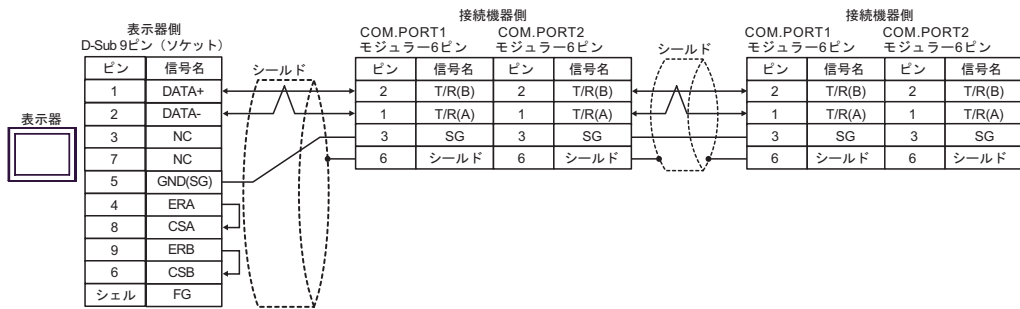 表示器
表示器側
D-Sub 9ピン（ソケット）
ピン 信号名
1 DATA+
2 DATA-
3 NC
7 NC
5 GND(SG)
4 ERA
8 CSA
9 ERB
6 CSB
シェル FG
シールド
接続機器側
COM.PORT1 COM.PORT2
モジュラー6ピン モジュラー6ピン
ピン 信号名 ピン 信号名
2 T/R(B) 2 T/R(B)
1 T/R(A) 1 T/R(A)
3 SG 3 SG
6 シールド 6 シールド
シールド
接続機器側
COM.PORT1 COM.PORT2
モジュラー6ピン モジュラー6ピン
ピン 信号名 ピン 信号名
2 T/R(B) 2 T/R(B)
1 T/R(A) 1 T/R(A)
3 SG 3 SG
6 シールド 6 シールド